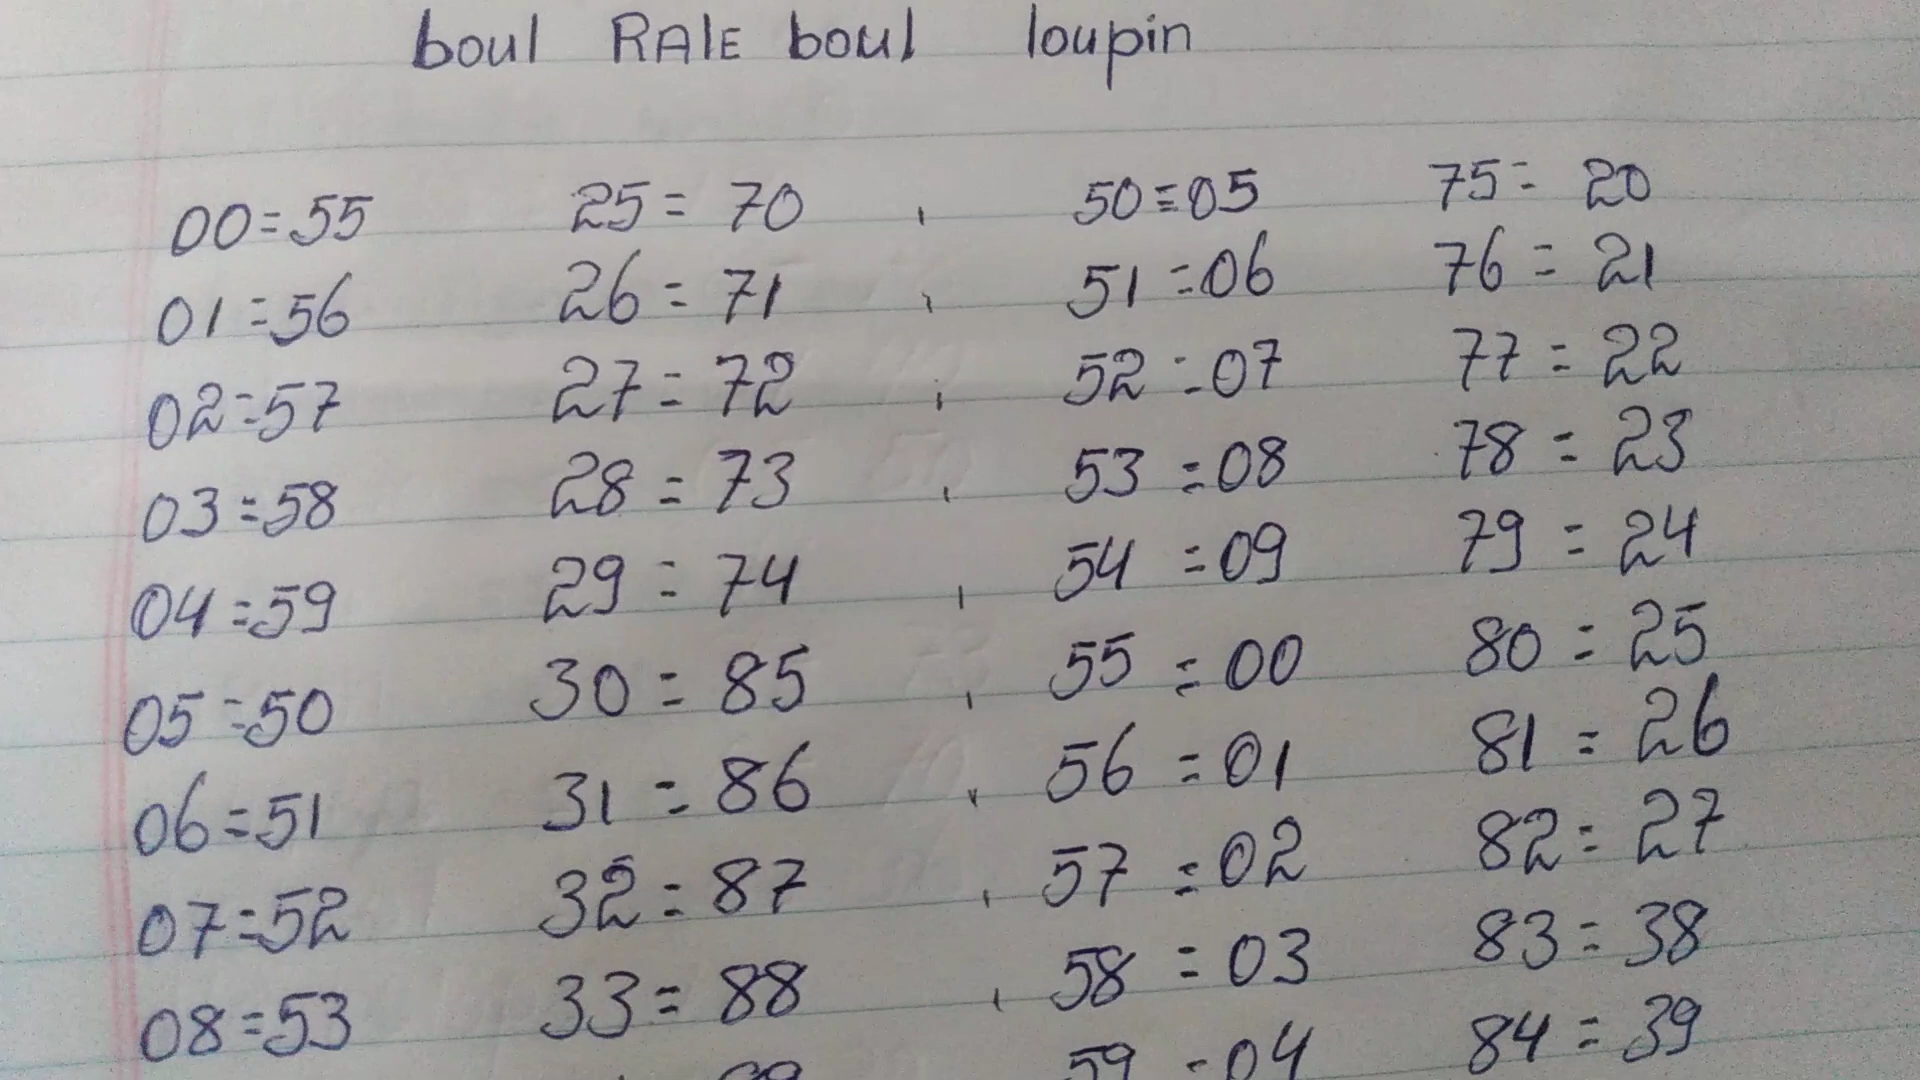 boul RALE boul loupin
00=55 25=70 50=05 75=20
01=56 26=71 51=06 76=21
02=57 27=72 52=07 77=22
03=58 28=73 53=08 78=23
04=59 29=74 54=09 79=24
05=50 30=85 55=00 80=25
06=51 31=86 56=01 81=26
07=52 32=87 57=02 82=27
08=53 33=88 58=03 83=38
59=04 84=39